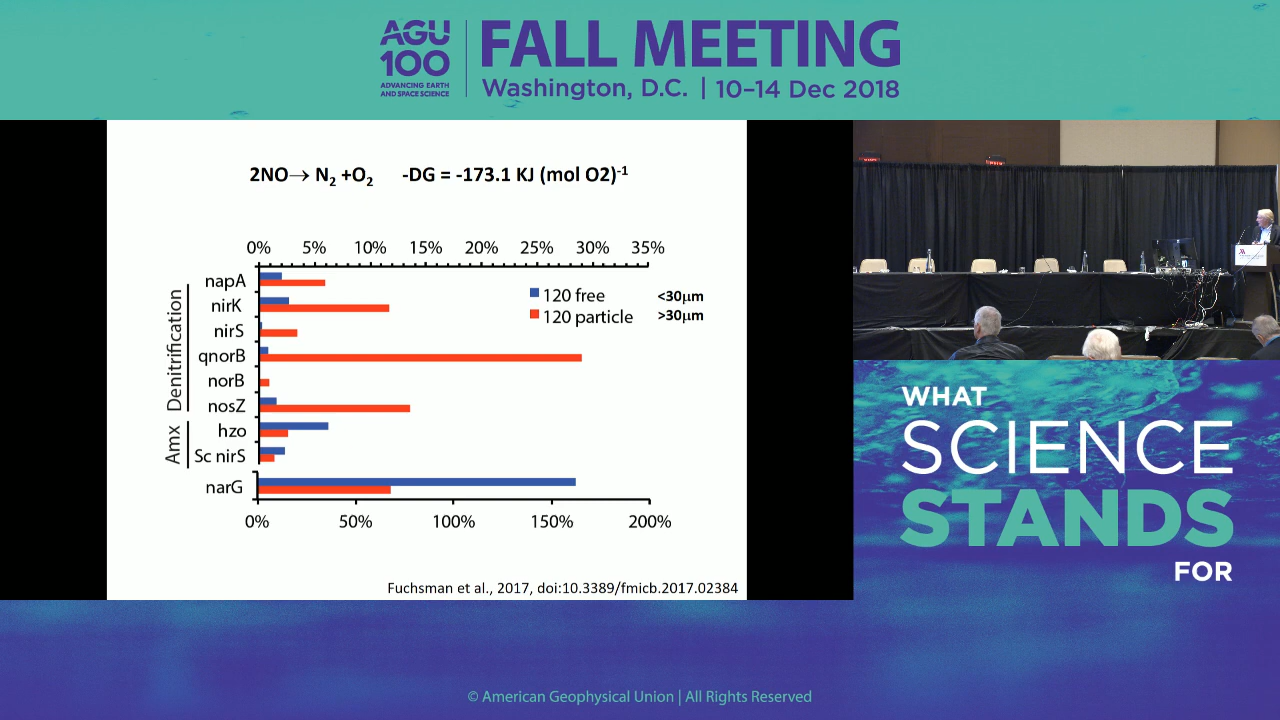 AGU
100
ADVANCING EARTH
AND SPACE SCIENCE
FALL MEETING
Washington, D.C. | 10–14 Dec 2018
2NO→ N2 +O2 -DG = -173.1 KJ (mol O2)-1
0% 5% 10% 15% 20% 25% 30% 35%
Denitrification
napA
nirK
nirS
qnorB
norB
nosZ
Amx
hzo
Sc nirS
narG
120 free <30µm
120 particle >30µm
0% 50% 100% 150% 200%
Fuchsman et al., 2017, doi:10.3389/fmicb.2017.02384
WHAT
SCIENCE
STANDS
FOR
© American Geophysical Union | All Rights Reserved